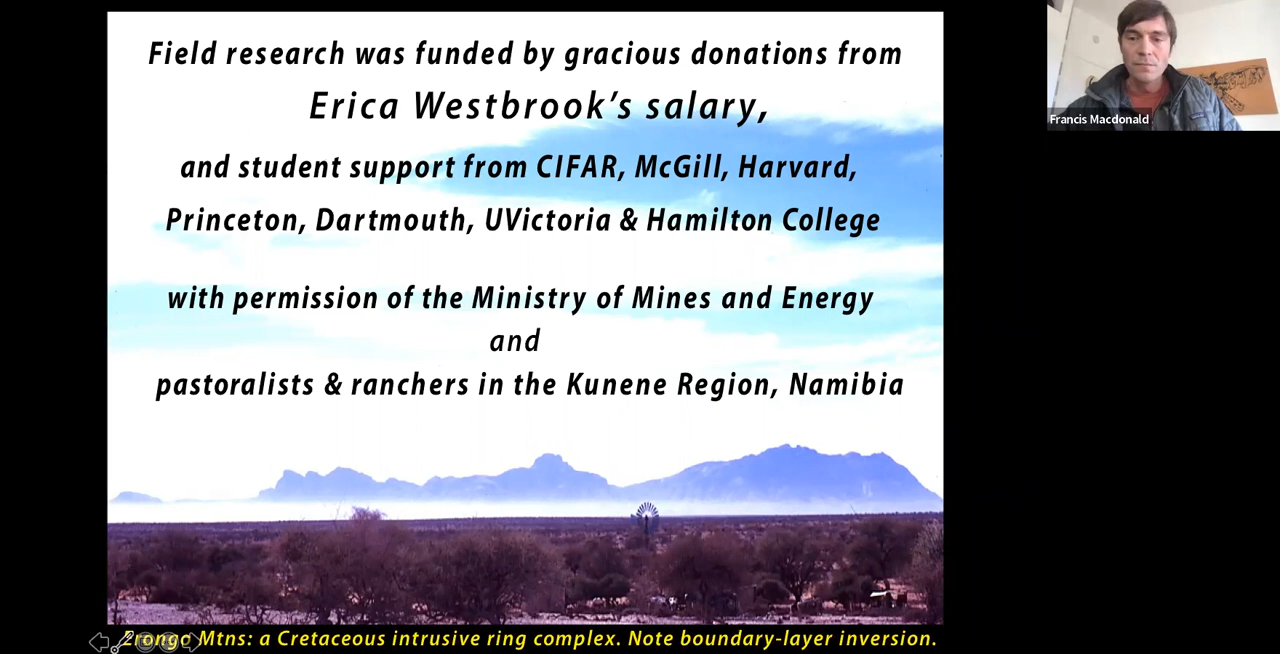 Field research was funded by gracious donations from
Erica Westbrook’s salary,
and student support from CIFAR, McGill, Harvard,
Princeton, Dartmouth, UVictoria & Hamilton College
with permission of the Ministry of Mines and Energy
and
pastoralists & ranchers in the Kunene Region, Namibia
Mtns: a Cretaceous intrusive ring complex. Note boundary-layer inversion.
Francis Macdonald